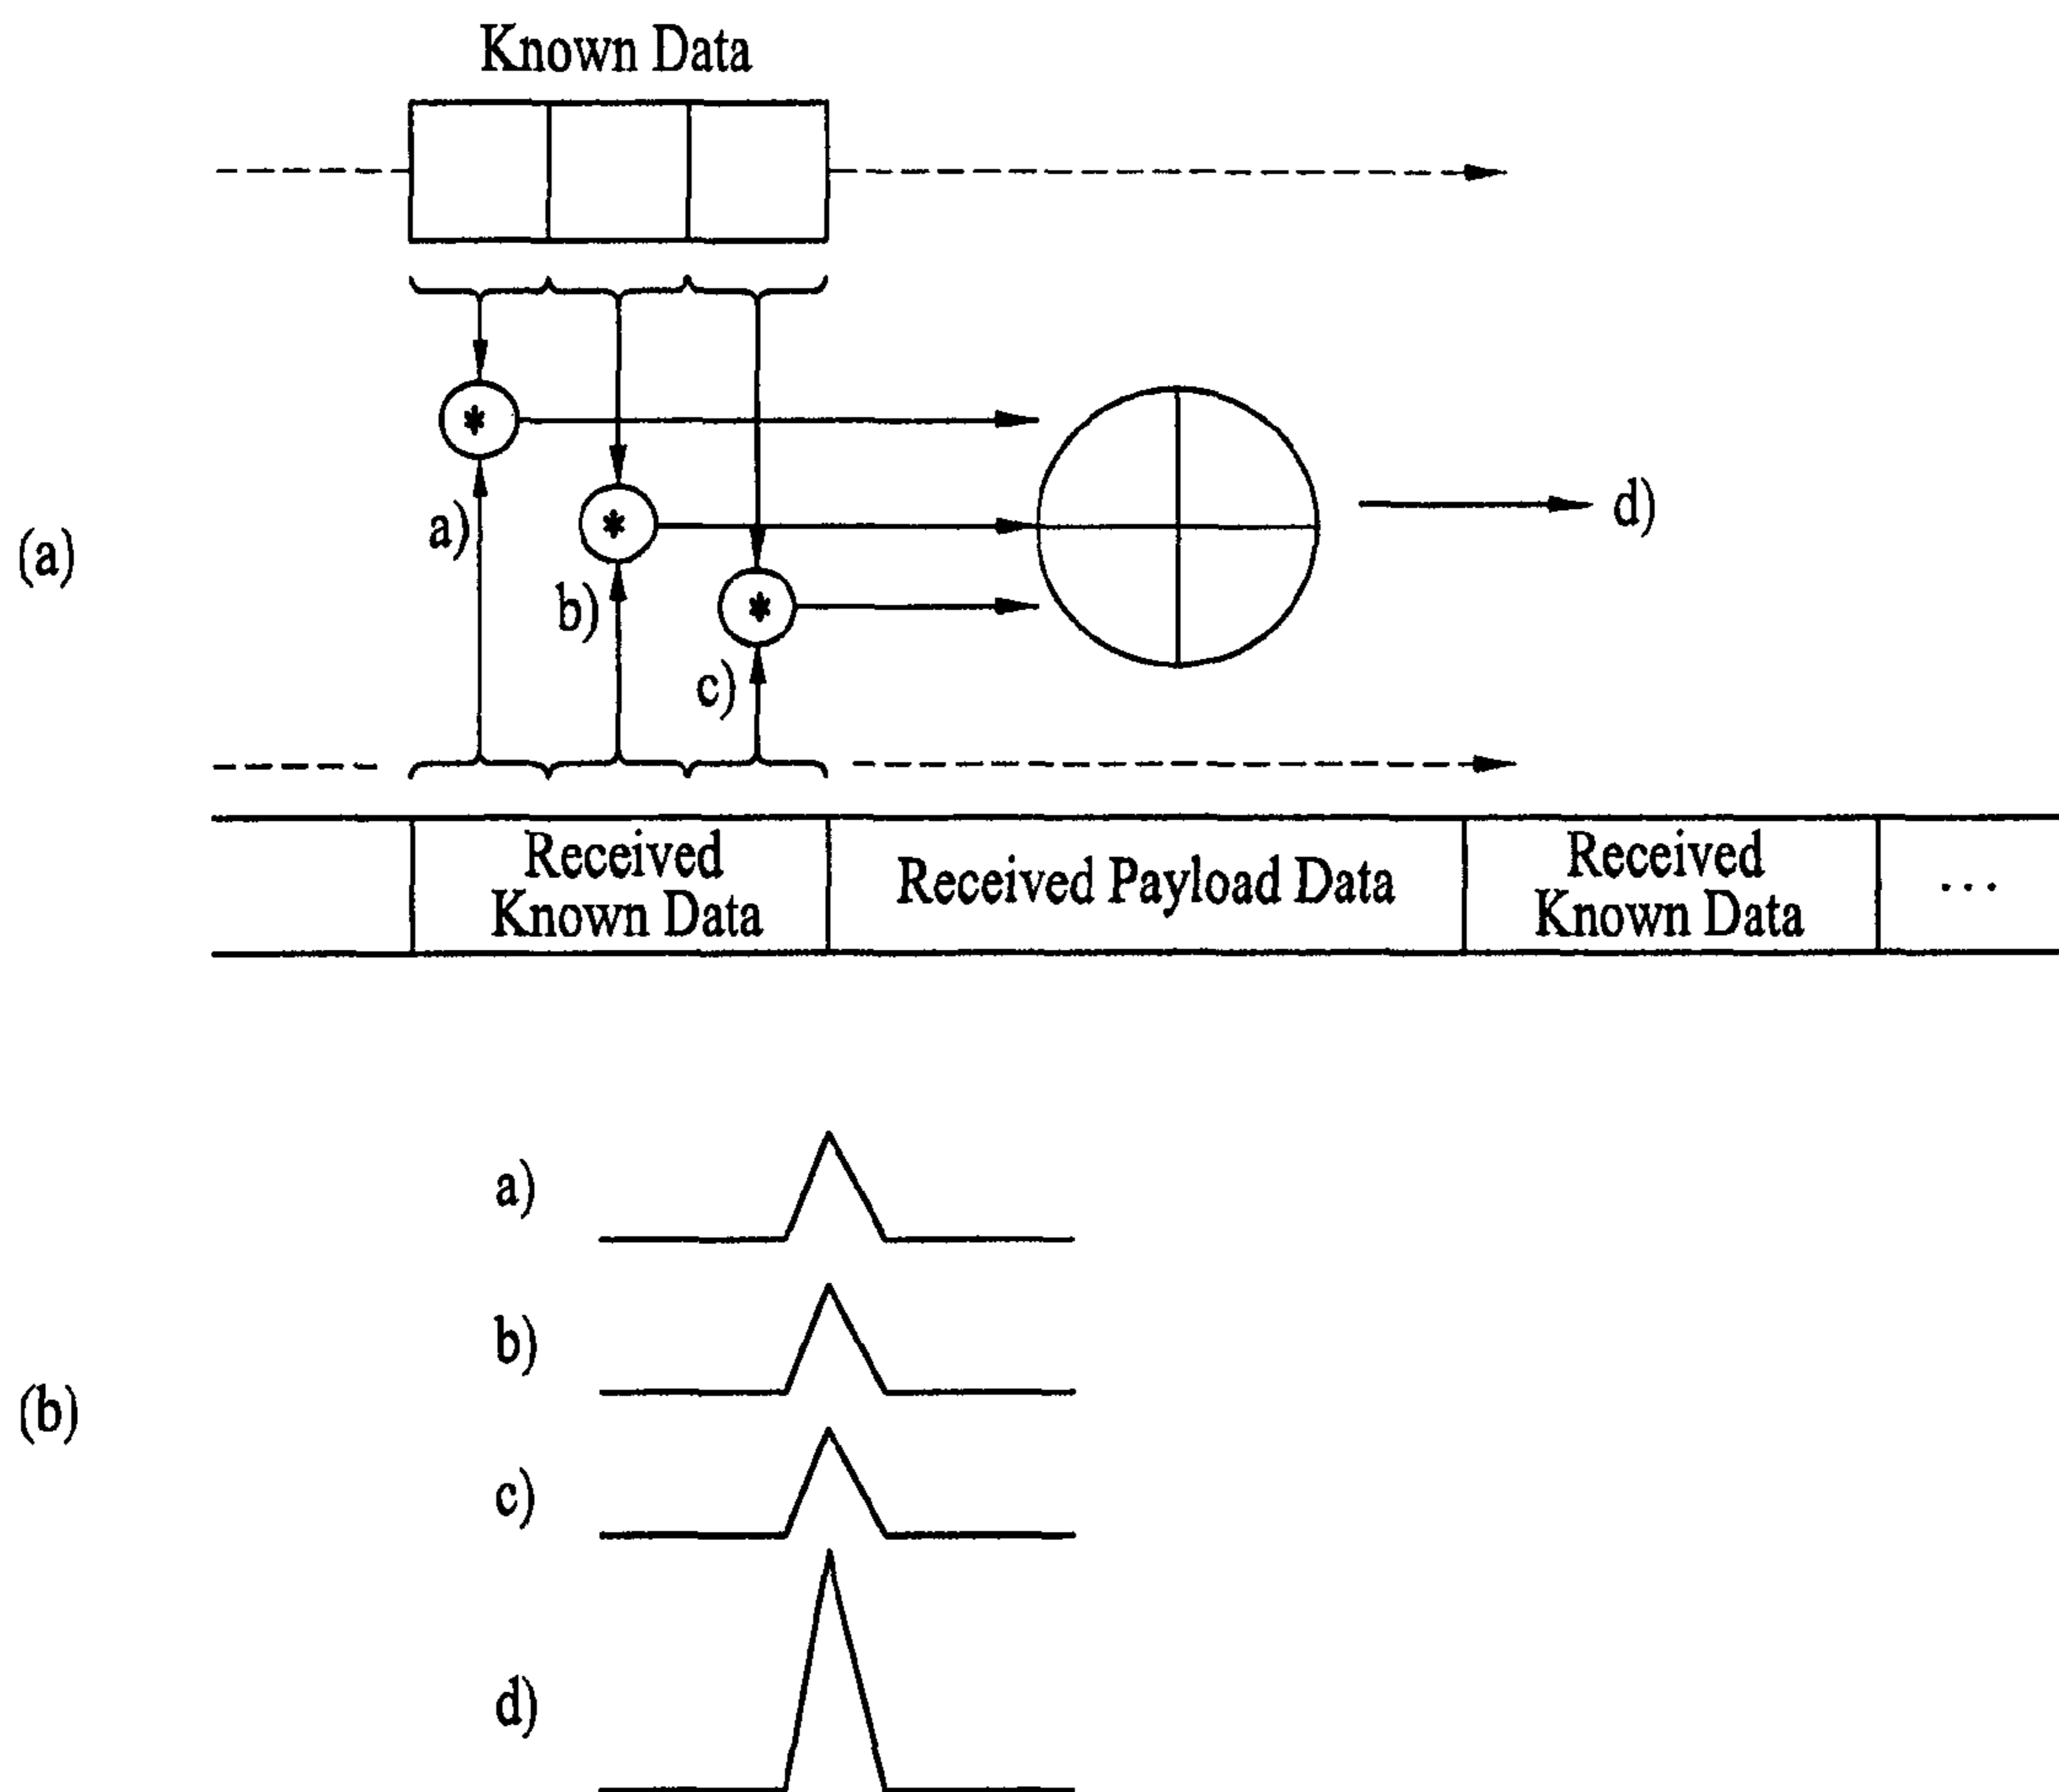 Known Data
*
*
*
a)
b)
c)
d)
(a)
Received
Known Data
Received Payload Data
Received
Known Data
...
a)
b)
c)
d)
(b)